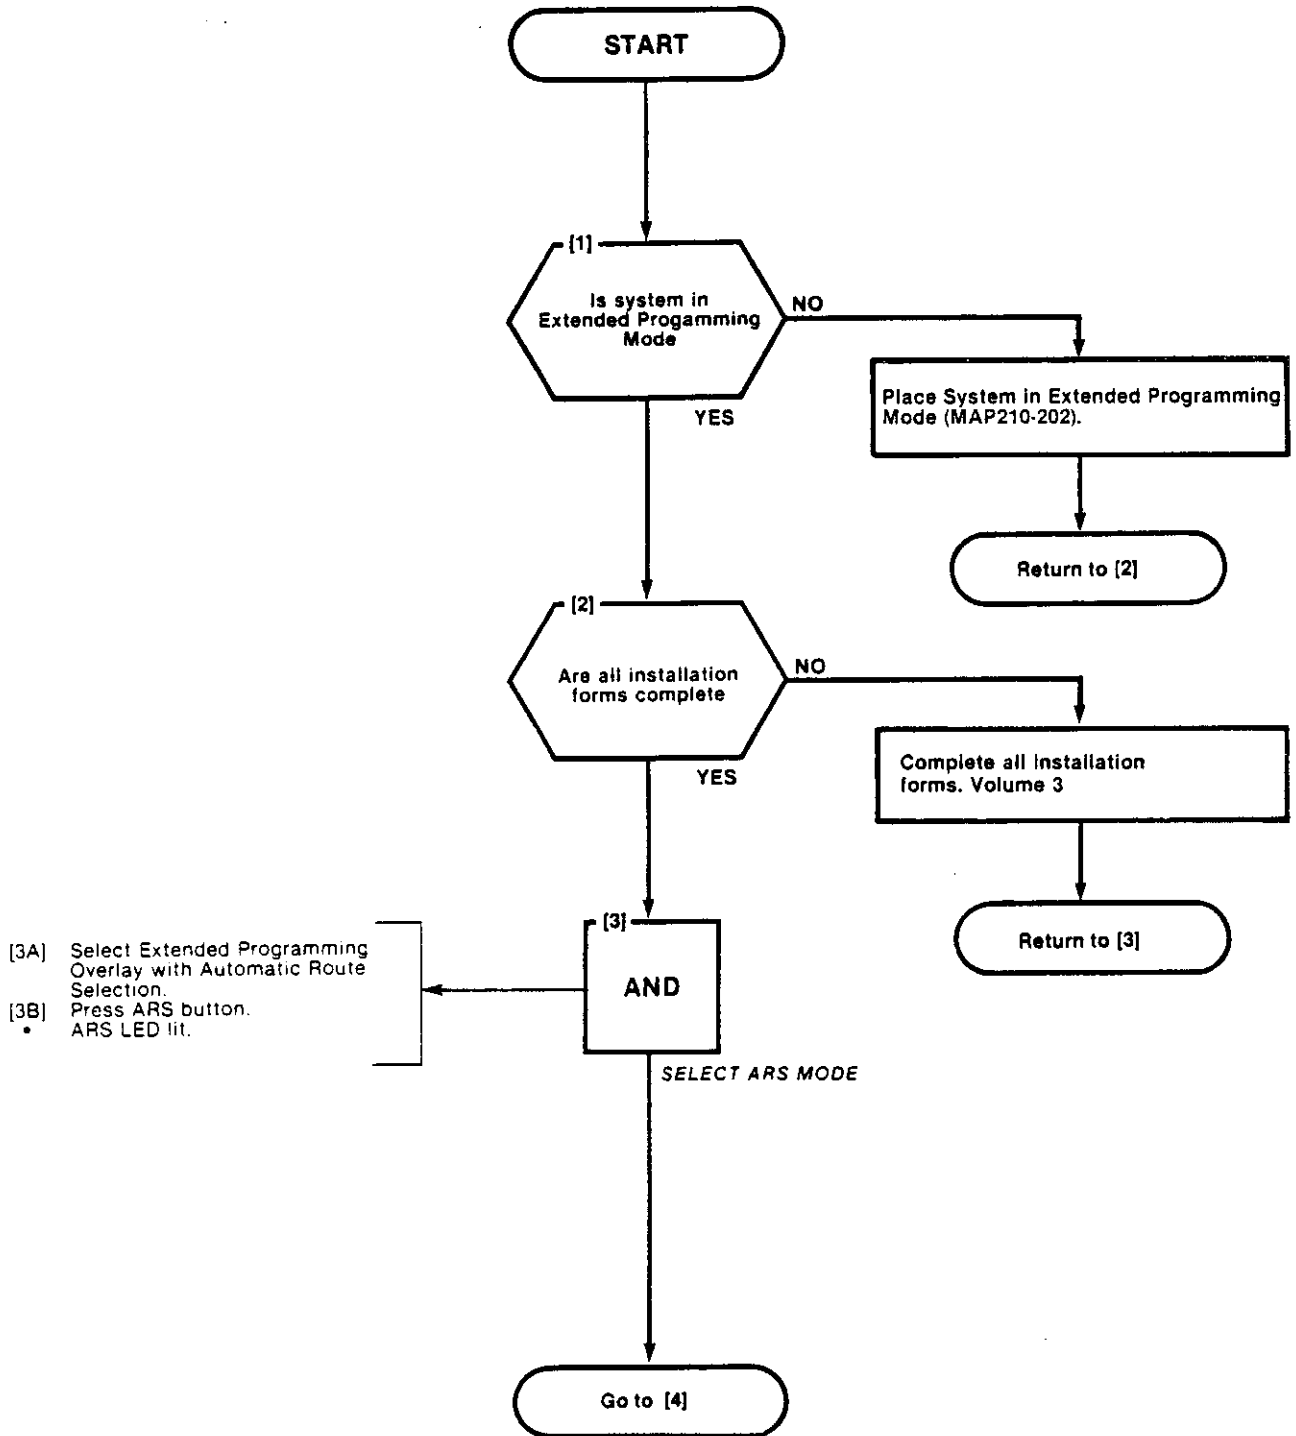 START
[1]
Is system in
Extended Progamming
Mode
NO
YES
Place System in Extended Programming
Mode (MAP210-202).
Return to [2]
[2]
Are all installation
forms complete
NO
YES
Complete all installation
forms. Volume 3
Return to [3]
[3]
AND
[3A] Select Extended Programming
Overlay with Automatic Route
Selection.
[3B] Press ARS button.
• ARS LED lit.
SELECT ARS MODE
Go to [4]